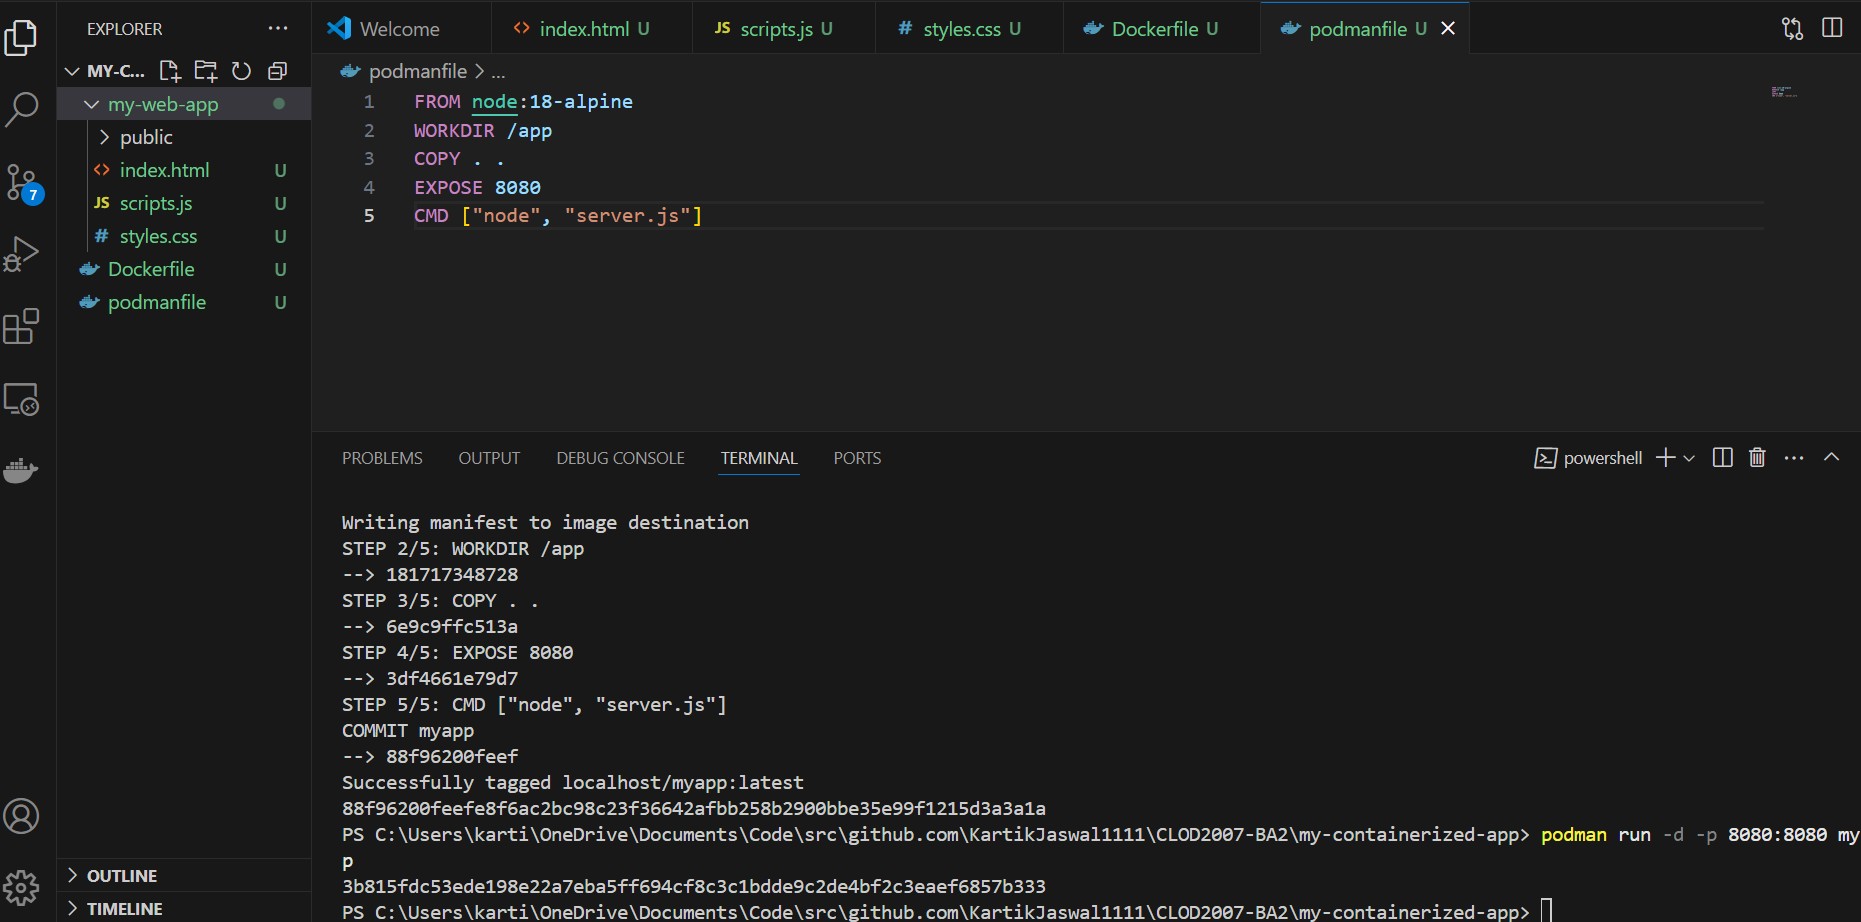 EXPLORER
Welcome
index.html U
scripts.js U
styles.css U
Dockerfile U
podmanfile U
MY-C...
my-web-app
public
index.html U
scripts.js U
styles.css U
Dockerfile U
podmanfile U
7
podmanfile > ...
1 FROM node:18-alpine
2 WORKDIR /app
3 COPY . .
4 EXPOSE 8080
5 CMD ["node", "server.js"]
PROBLEMS OUTPUT DEBUG CONSOLE TERMINAL PORTS
powershell
Writing manifest to image destination
STEP 2/5: WORKDIR /app
--> 181717348728
STEP 3/5: COPY . .
--> 6e9c9ffc513a
STEP 4/5: EXPOSE 8080
--> 3df4661e79d7
STEP 5/5: CMD ["node", "server.js"]
COMMIT myapp
--> 88f96200feef
Successfully tagged localhost/myapp:latest
88f96200feefe8f6ac2bc98c23f36642afbb258b2900bbe35e99f1215d3a3a1a
PS C:\Users\karti\OneDrive\Documents\Code\src\github.com\KartikJaswal1111\CLOD2007-BA2\my-containerized-app> podman run -d -p 8080:8080 my
p
3b815fdc53ede198e22a7eba5ff694cf8c3c1bdde9c2de4bf2c3eaef6857b333
PS C:\Users\karti\OneDrive\Documents\Code\src\github.com\KartikJaswal1111\CLOD2007-BA2\my-containerized-app>
OUTLINE
TIMELINE